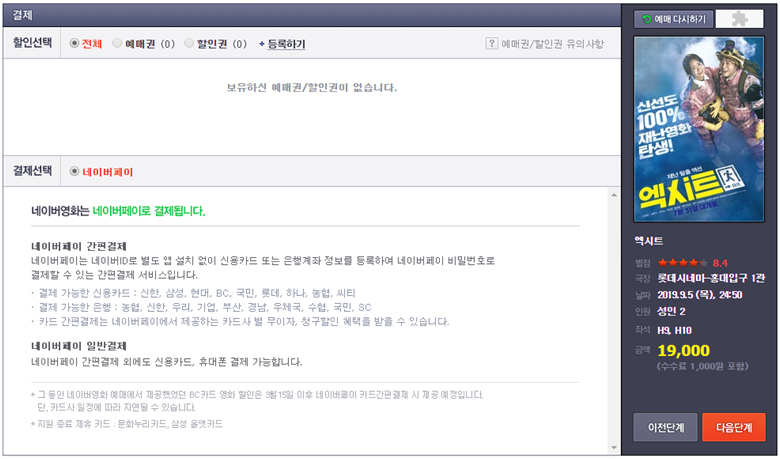 결제
할인선택 전체 예매권 (0) 할인권 (0) + 등록하기 ? 예매권/할인권 유의사항
보유하신 예매권/할인권이 없습니다.
결제선택 네이버페이
네이버영화는 네이버페이로 결제됩니다.
네이버페이 간편결제
네이버페이는 네이버ID로 별도 앱 설치 없이 신용카드 또는 은행계좌 정보를 등록하여 네이버페이 비밀번호로
결제할 수 있는 간편결제 서비스입니다.
· 결제 가능한 신용카드 : 신한, 삼성, 현대, BC, 국민, 롯데, 하나, 농협, 씨티
· 결제 가능한 은행 : 농협, 신한, 우리, 기업, 부산, 경남, 우체국, 수협, 국민, SC
· 카드 간편결제는 네이버페이에서 제공하는 카드사 별 무이자, 청구할인 혜택을 받을 수 있습니다.
네이버페이 일반결제
네이버페이 간편결제 외에도 신용카드, 휴대폰 결제 가능합니다.
* 그 동안 네이버영화 예매에서 제공했었던 BC카드 영화 할인은 3월15일 이후 네이버페이 카드간편결제 시 제공 예정입니다.
단, 카드사 일정에 따라 지연될 수 있습니다.
* 지원 종료 제휴 카드 : 문화누리카드, 삼성 올앳카드
예매 다시하기
신선도
100%
재난영화
탄생!
재난 탈출 액션
엑시트
EXIT
7월 31일 대개봉
엑시트
별점 8.4
극장 롯데시네마-홍대입구 1관
날짜 2019.9.5 (목), 24:50
인원 성인 2
좌석 H9, H10
금액 19,000
(수수료 1,000원 포함)
이전단계 다음단계